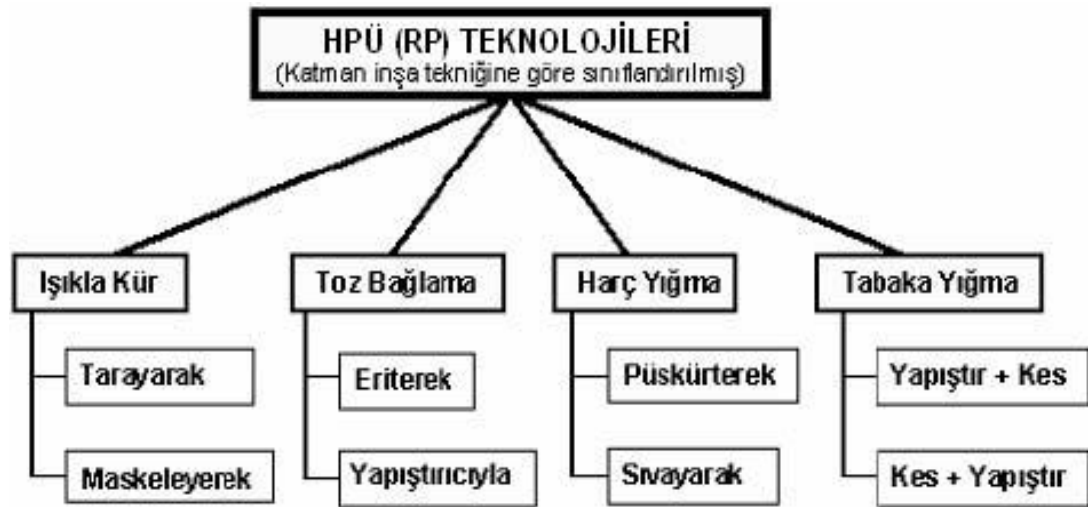 HPÜ (RP) TEKNOLOJİLERİ
(Katman inşa tekniğine göre sınıflandırılmış)
Işıkla Kür
Tarayarak
Maskeleyerek
Toz Bağlama
Eriterek
Yapıştırıcıyla
Harç Yığma
Püskürterek
Sıvayarak
Tabaka Yığma
Yapıştır + Kes
Kes + Yapıştır